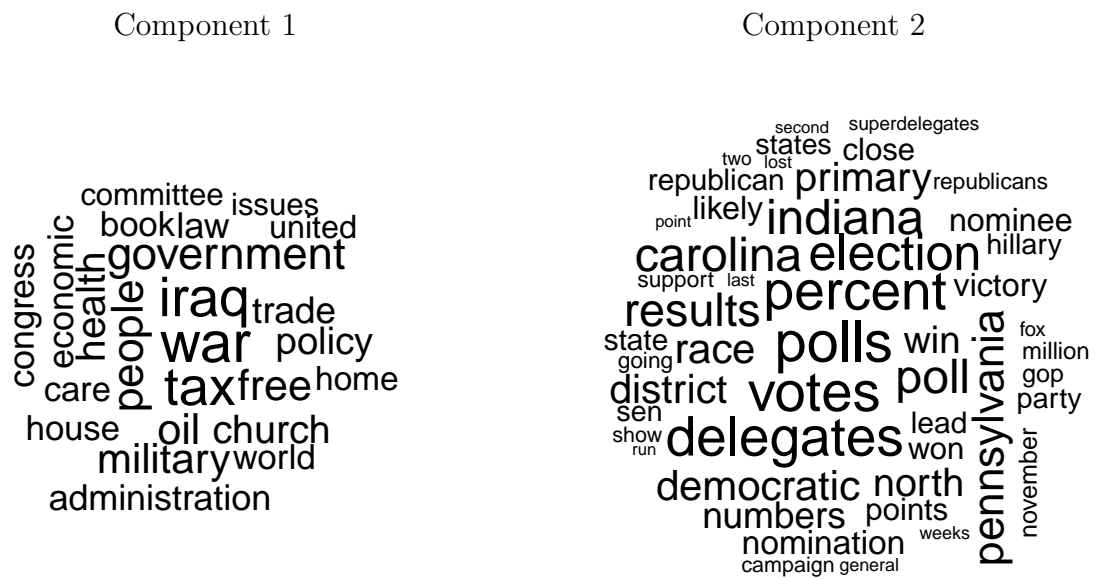 Component 1
committee
issues
book
law
united
congress
economic
health
government
people
iraq
trade
war
policy
care
tax
free
home
house
oil
church
military
world
administration
Component 2
second
superdelegates
states
close
two
lost
republican
primary
republicans
point
likely
indiana
nominee
carolina
election
hillary
support
last
percent
victory
results
state
going
race
polls
win
pennsylvania
fox
million
district
votes
poll
gop
party
sen
show
run
delegates
lead
won
november
democratic
north
numbers
points
nomination
weeks
campaign
general